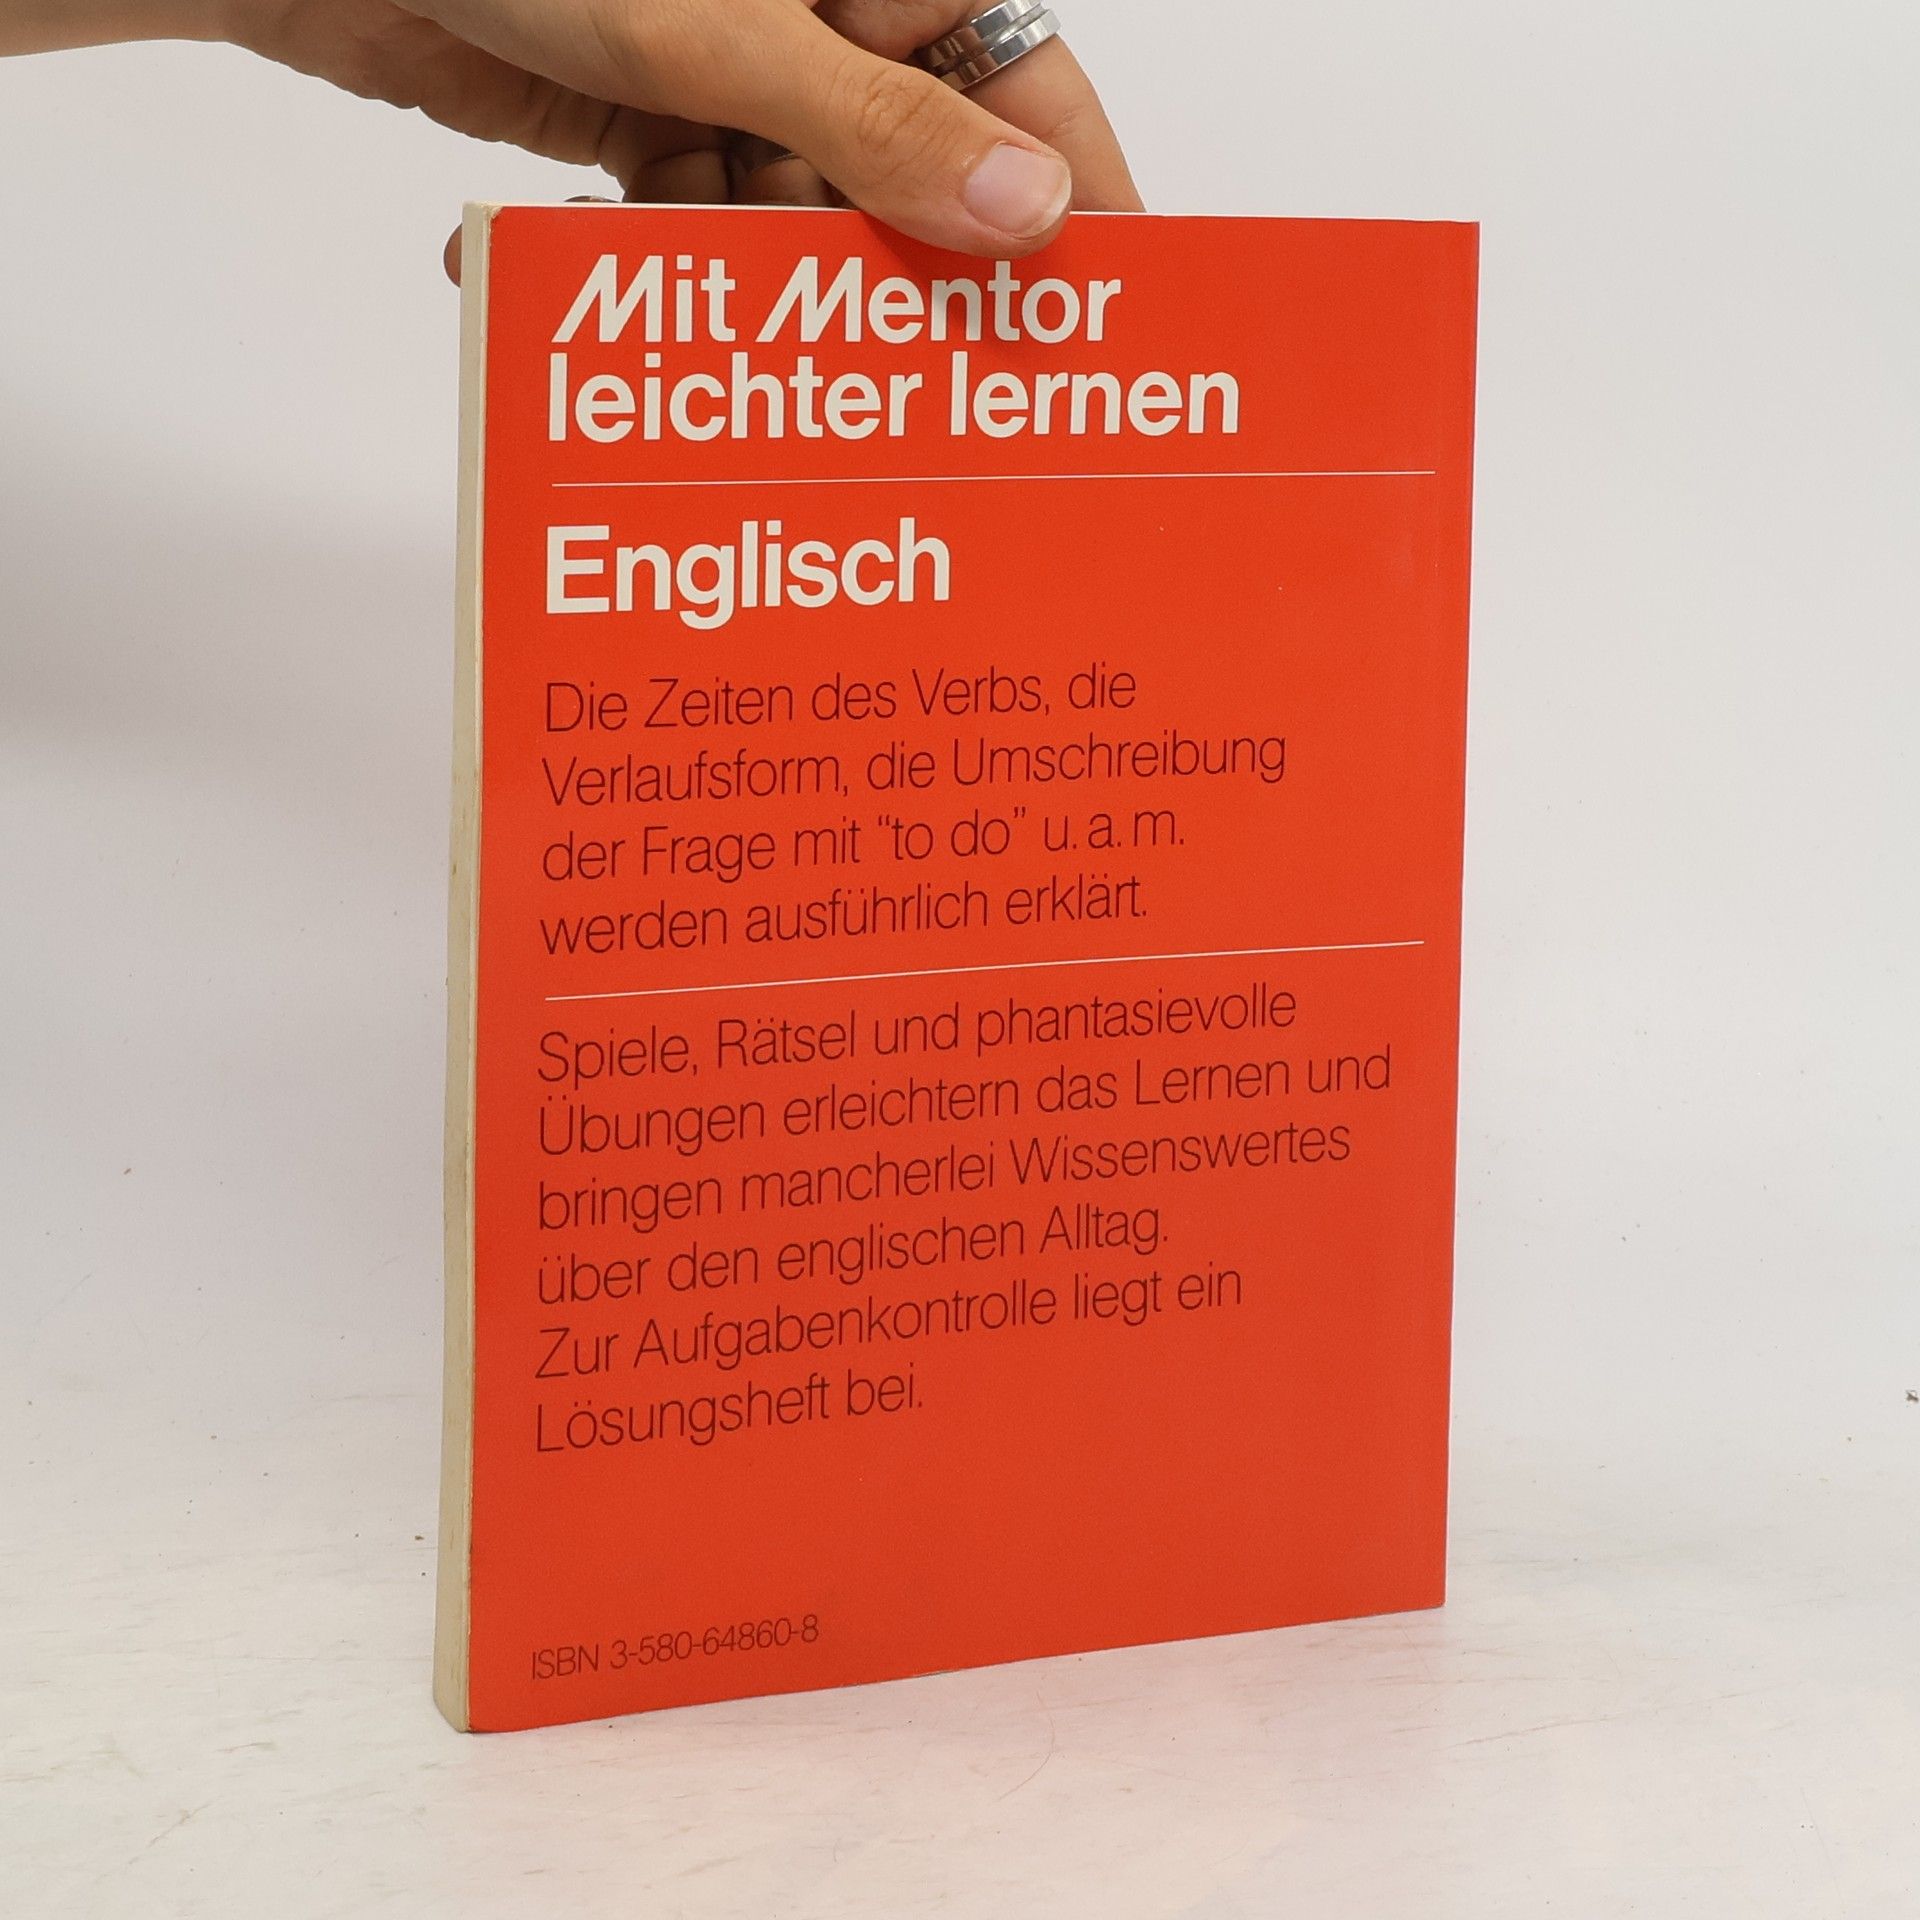 Mit Mentor
leichter lernen
Englisch
Die Zeiten des Verbs, die
Verlaufsform, die Umschreibung
der Frage mit “to do” u. a. m.
werden ausführlich erklärt.
Spiele, Rätsel und phantasievolle
Übungen erleichtern das Lernen und
bringen mancherlei Wissenswertes
über den englischen Alltag.
Zur Aufgabenkontrolle liegt ein
Lösungsheft bei.
ISBN 3-580-64860-8